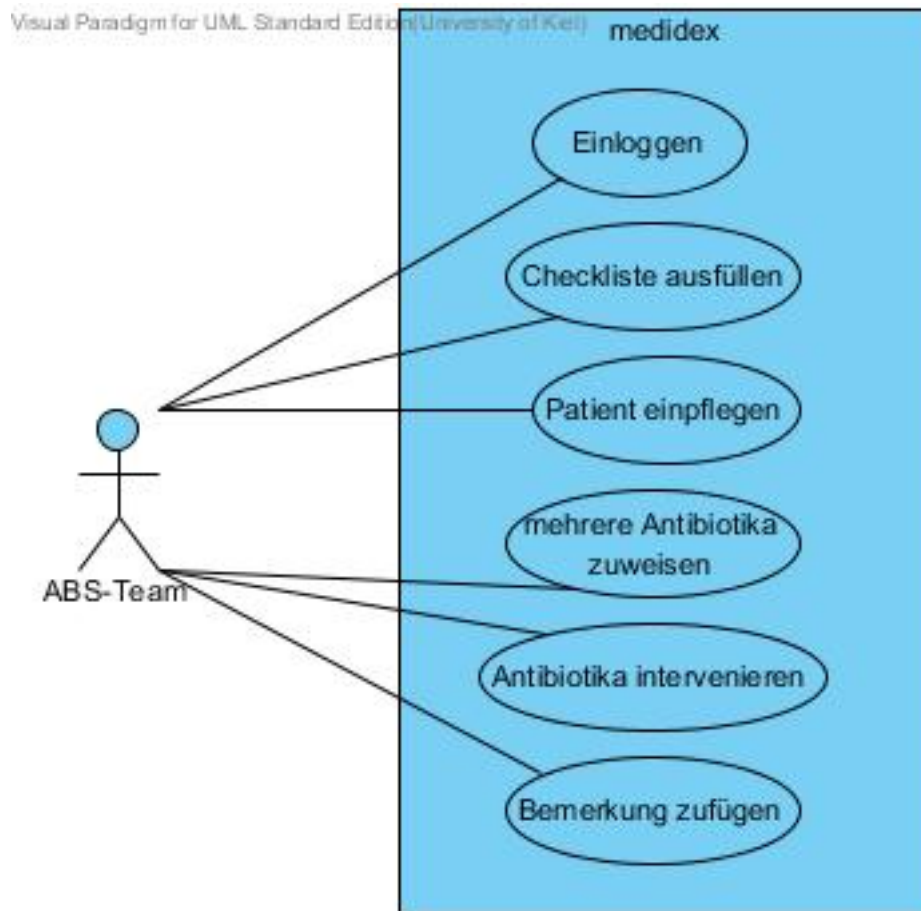 Visual Paradigm for UML Standard Edition(University of Kiel)
medidex
Einloggen
Checkliste ausfüllen
Patient einpflegen
mehrere Antibiotika
zuweisen
ABS-Team
Antibiotika intervenieren
Bemerkung zufügen